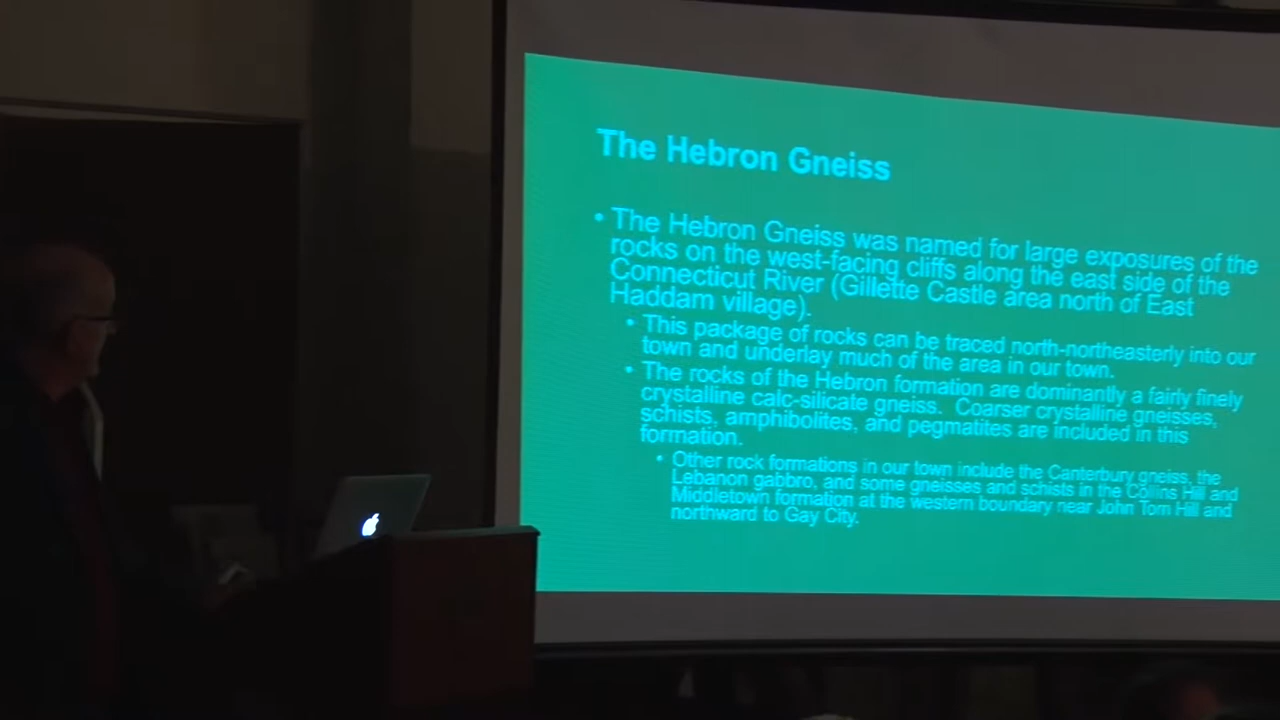 The Hebron Gneiss
• The Hebron Gneiss was named for large exposures of the
rocks on the west-facing cliffs along the east side of the
Connecticut River (Gillette Castle area north of East
Haddam village).
• This package of rocks can be traced north-northeasterly into our
town and underlay much of the area in our town.
• The rocks of the Hebron formation are dominantly a fairly finely
crystalline calc-silicate gneiss. Coarser crystalline gneisses,
schists, amphibolites, and pegmatites are included in this
formation.
• Other rock formations in our town include the Canterbury gneiss, the
Lebanon gabbro, and some gneisses and schists in the Collins Hill and
Middletown formation at the western boundary near John Tom Hill and
northward to Gay City.